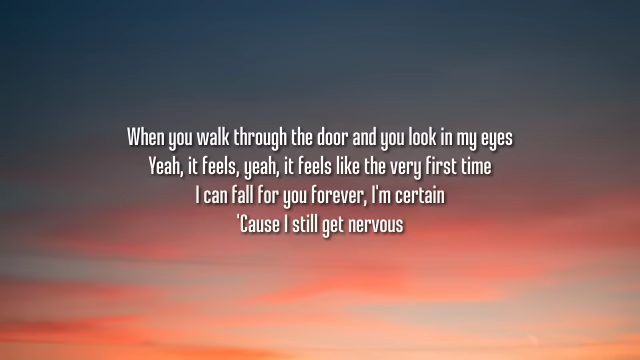 When you walk through the door and you look in my eyes
Yeah, it feels, yeah, it feels like the very first time
I can fall for you forever, I'm certain
'Cause I still get nervous